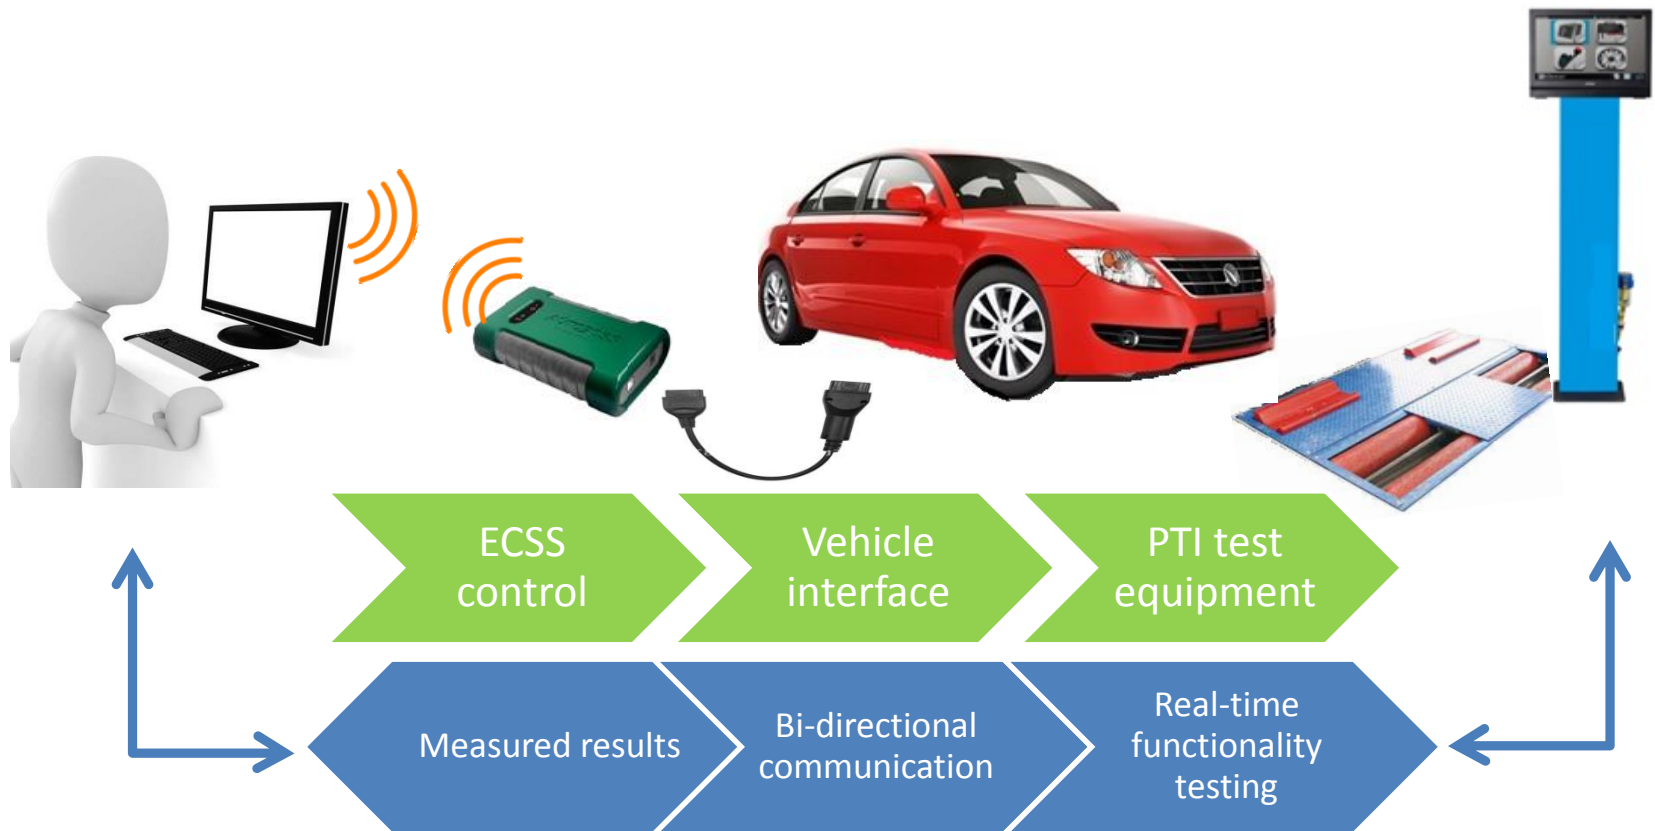 ECSS
control
Vehicle
interface
PTI test
equipment
Measured results
Bi-directional
communication
Real-time
functionality
testing